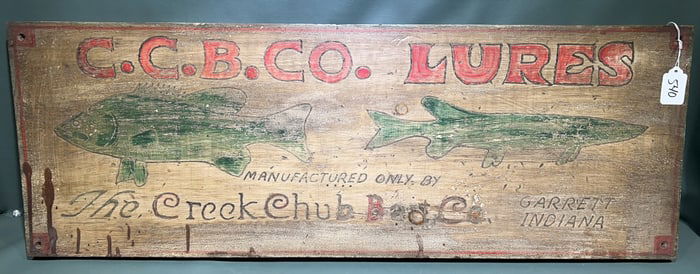 C.C.B.CO. LURES
MANUFACTURED ONLY BY
The Creek Chub Bait Co.
GARRETT
INDIANA
540